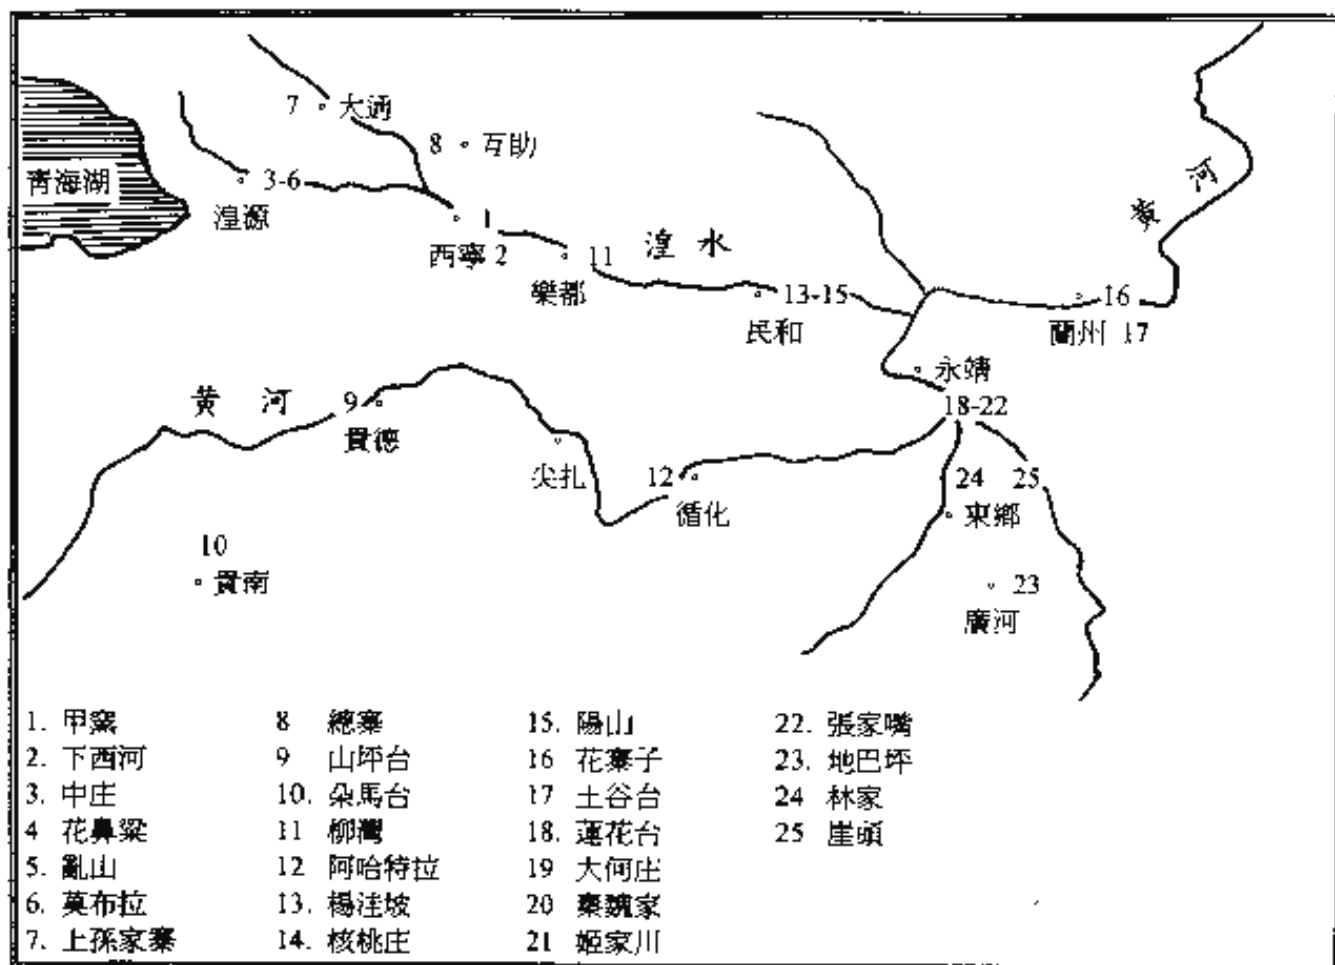 7 大通
8 互助
青海湖
3-6
湟源
1
西寧 2
11
樂都
湟水
13-15
民和
黃河
16
蘭州 17
永靖
18-22
黃河
9
貴德
尖扎
12
循化
24
25
東鄉
10
貴南
23
廣河
1. 甲窯
2. 下西河
3. 中庄
4 花鼻梁
5. 亂山
6. 莫布拉
7. 上孫家寨
8 總寨
9 山坪台
10. 朵馬台
11 柳灣
12 阿哈特拉
13. 楊洼坡
14. 核桃庄
15. 陽山
16 花寨子
17 土谷台
18. 蓮花台
19 大何庄
20 秦魏家
21 姬家川
22. 張家嘴
23. 地巴坪
24 林家
25 崖頭